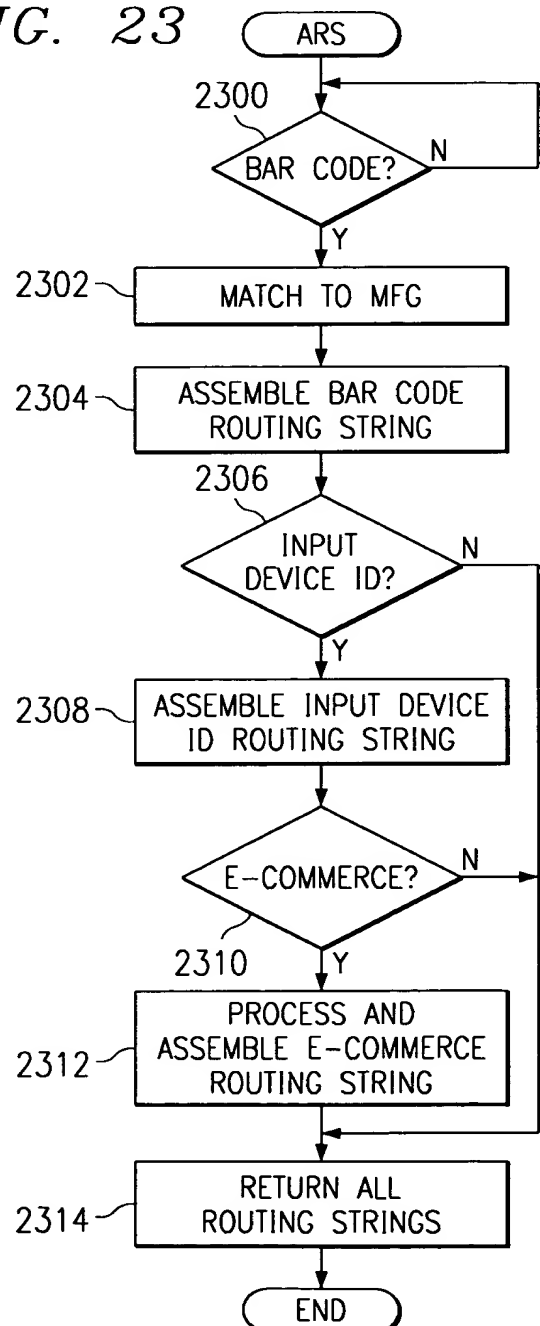 FIG. 23
ARS
2300
BAR CODE?
N
Y
2302
MATCH TO MFG
2304
ASSEMBLE BAR CODE
ROUTING STRING
2306
INPUT
DEVICE ID?
N
Y
2308
ASSEMBLE INPUT DEVICE
ID ROUTING STRING
E-COMMERCE?
N
2310
Y
PROCESS AND
ASSEMBLE E-COMMERCE
ROUTING STRING
2312
RETURN ALL
ROUTING STRINGS
2314
END